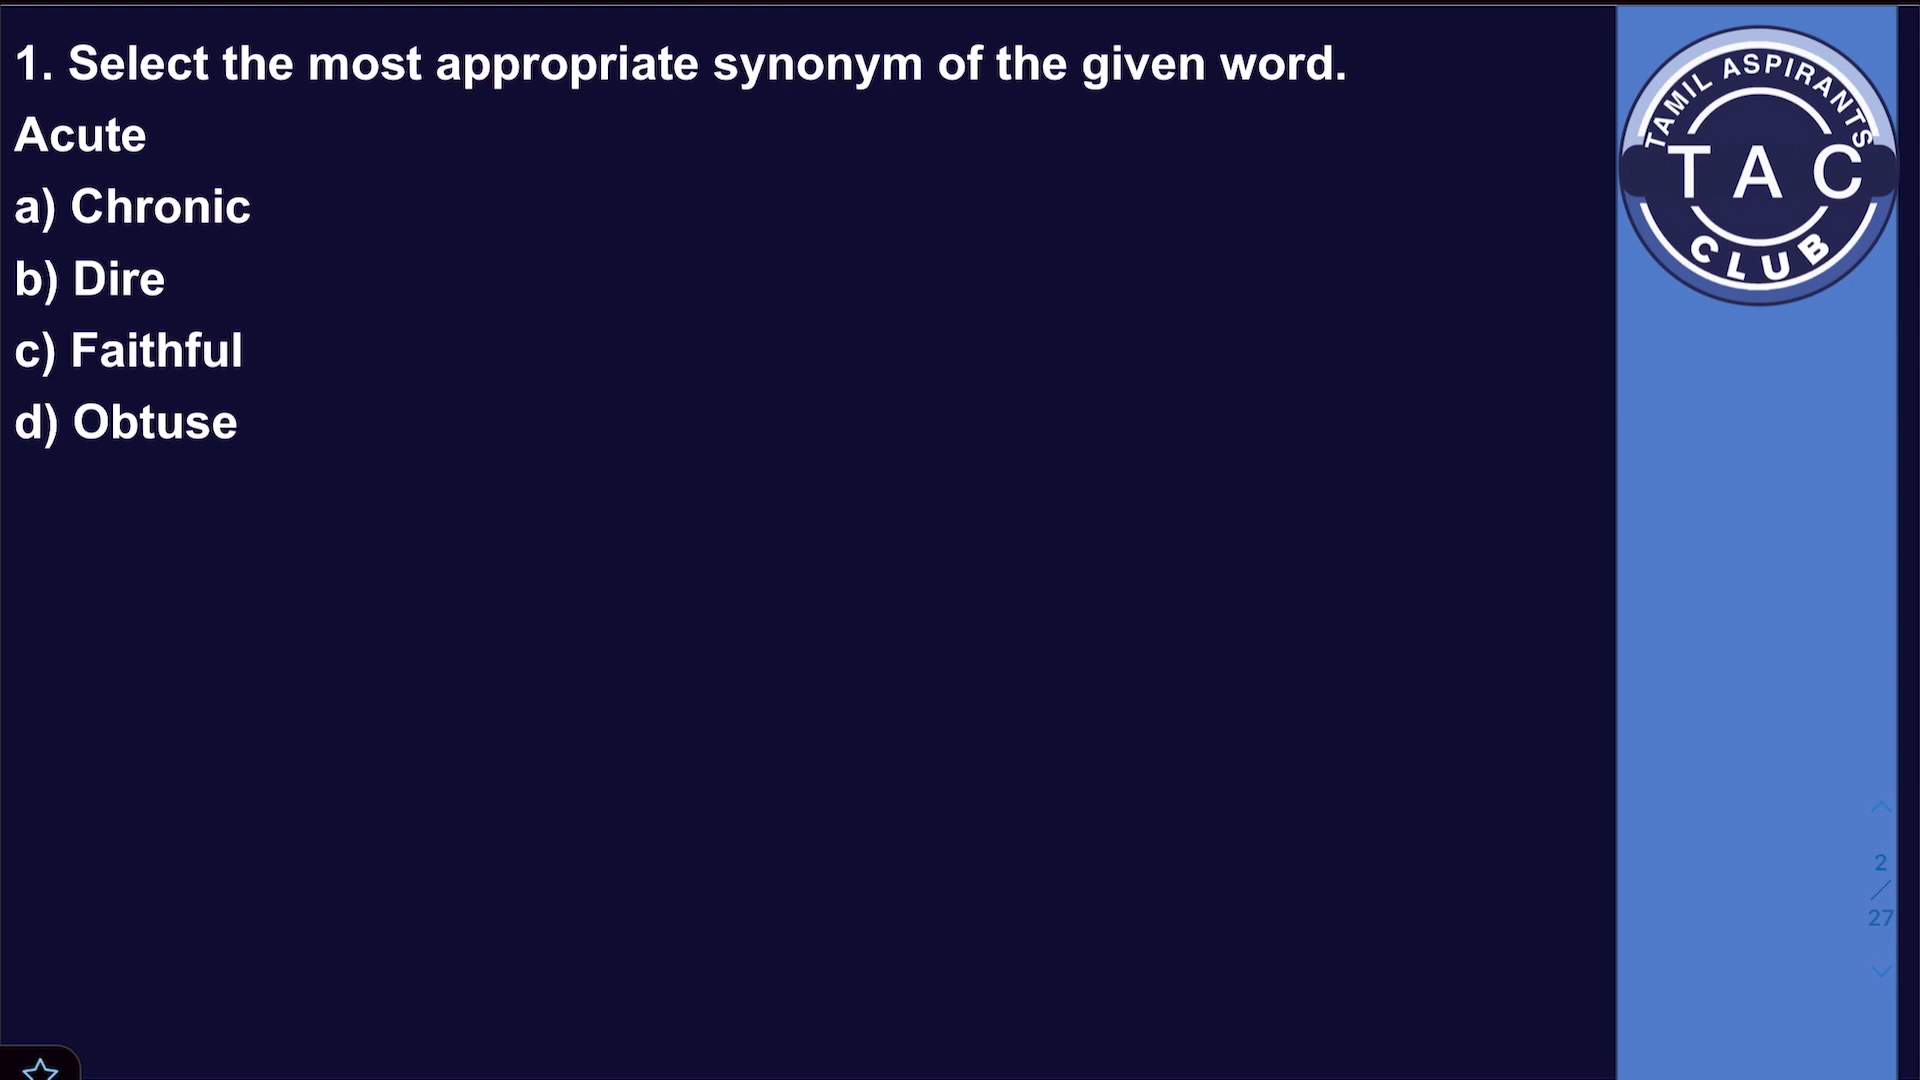 1. Select the most appropriate synonym of the given word.
Acute
a) Chronic
b) Dire
c) Faithful
d) Obtuse
TAMIL ASPIRANTS
TAC
CLUB
2
/
27